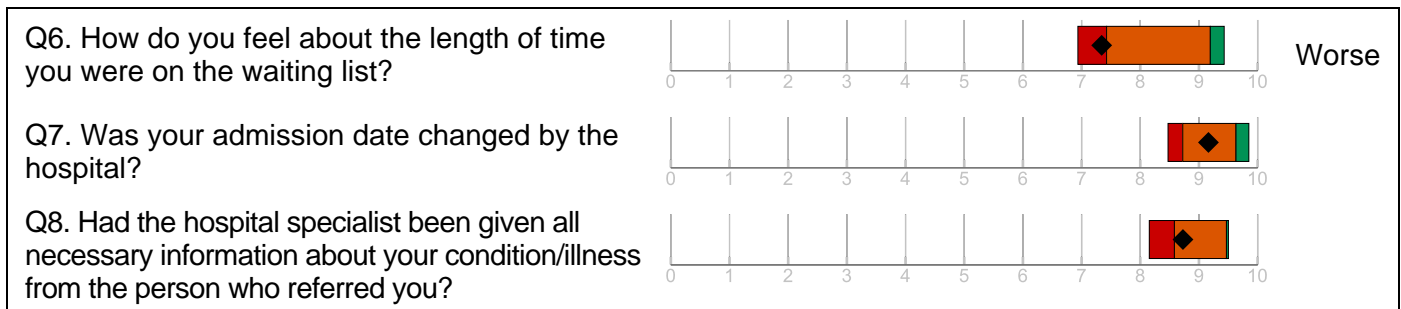 Q6. How do you feel about the length of time
you were on the waiting list?
Worse
0 1 2 3 4 5 6 7 8 9 10
Q7. Was your admission date changed by the
hospital?
0 1 2 3 4 5 6 7 8 9 10
Q8. Had the hospital specialist been given all
necessary information about your condition/illness
from the person who referred you?
0 1 2 3 4 5 6 7 8 9 10